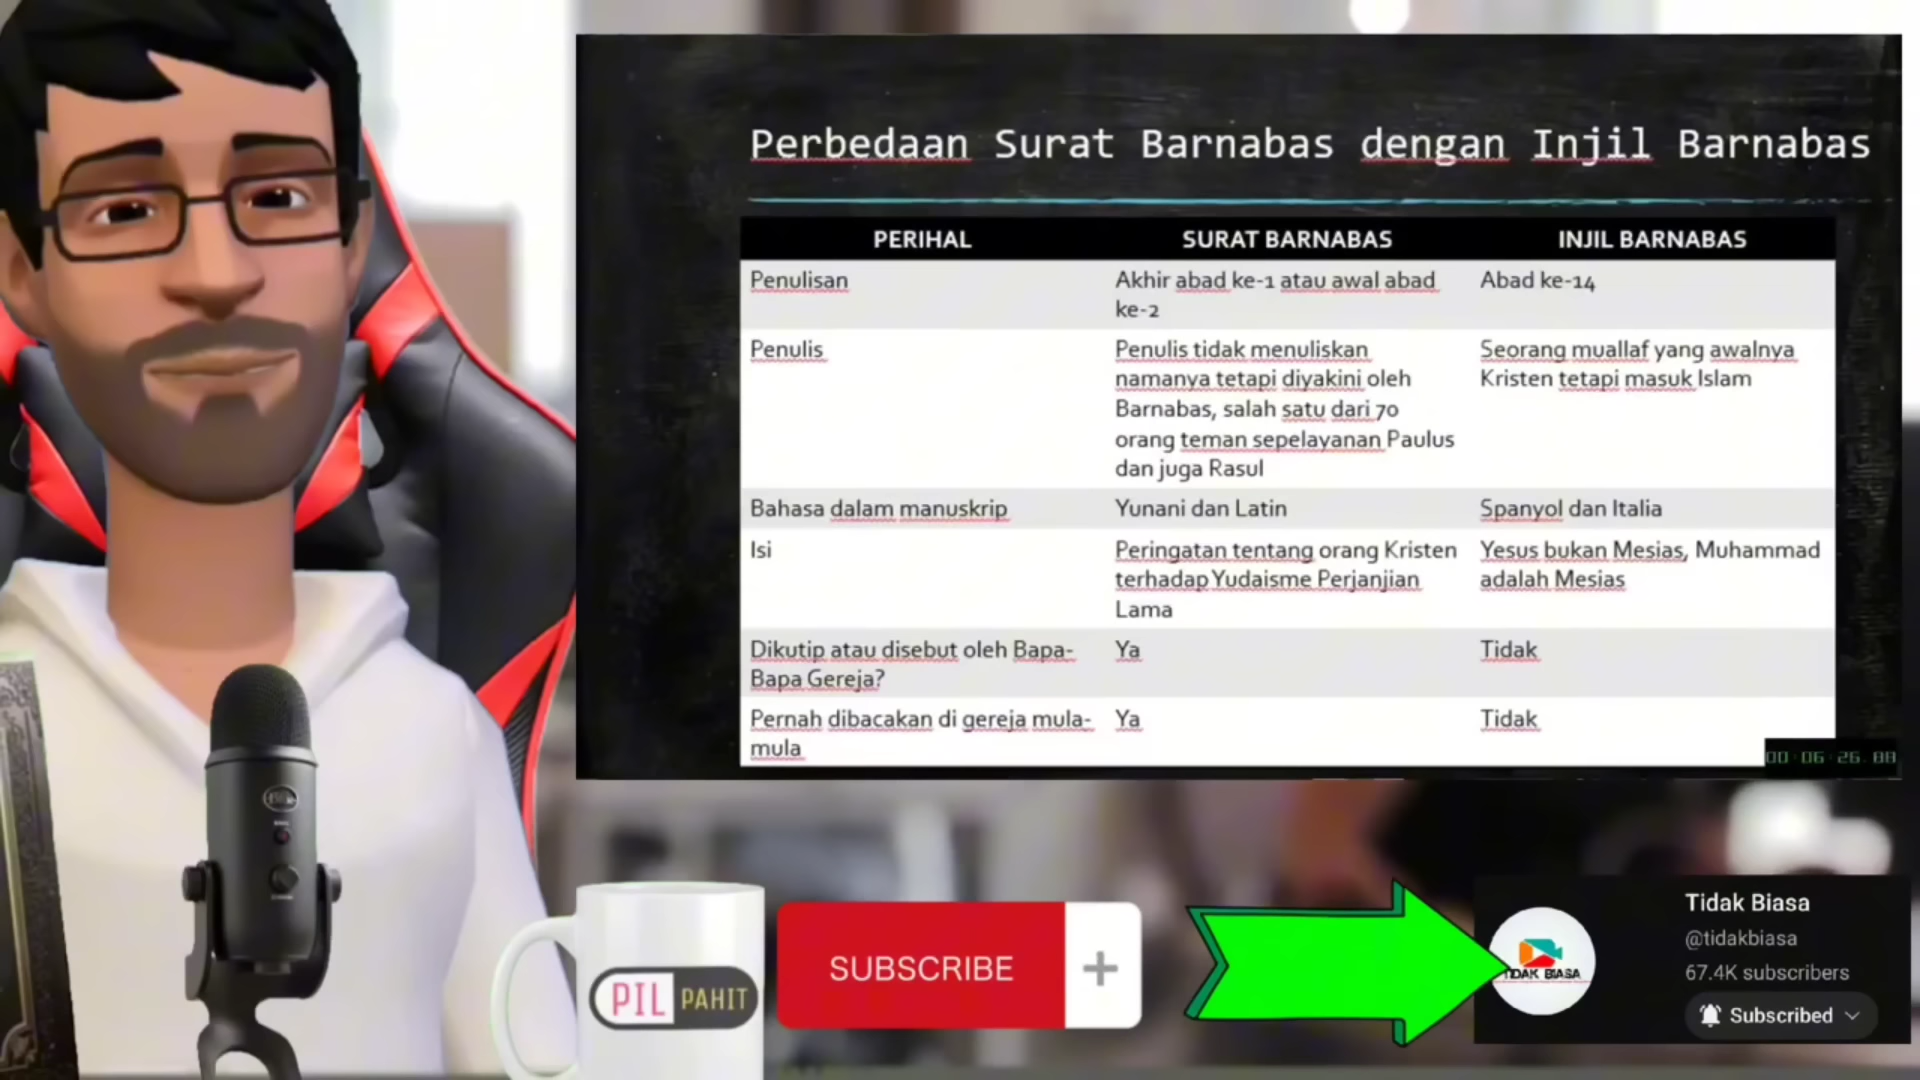 Perbedaan Surat Barnabas dengan Injil Barnabas
PERIHAL SURAT BARNABAS INJIL BARNABAS
Penulisan
Akhir abad ke-1 atau awal abad
ke-2
Abad ke-14
Penulis
Penulis tidak menuliskan
namanya tetapi diyakini oleh
Barnabas, salah satu dari 70
orang teman sepelayanan Paulus
dan juga Rasul
Seorang muallaf yang awalnya
Kristen tetapi masuk Islam
Bahasa dalam manuskrip
Yunani dan Latin
Spanyol dan Italia
Isi
Peringatan tentang orang Kristen
terhadap Yudaisme Perjanjian
Lama
Yesus bukan Mesias, Muhammad
adalah Mesias
Dikutip atau disebut oleh Bapa-
Bapa Gereja?
Ya
Tidak
Pernah dibacakan di gereja mula-
mula
Ya
Tidak
00:06:26.88
PIL PAHIT
SUBSCRIBE +
TIDAK BIASA
Tidak Biasa
@tidakbiasa
67.4K subscribers
Subscribed